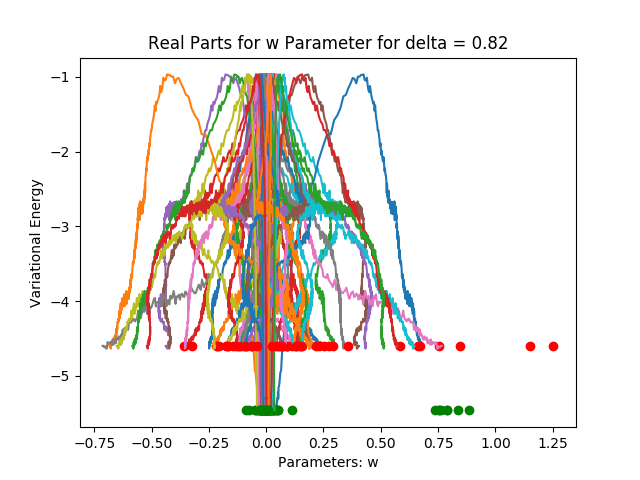 Real Parts for w Parameter for delta = 0.82
Variational Energy
−1
−2
−3
−4
−5
−0.75 −0.50 −0.25 0.00 0.25 0.50 0.75 1.00 1.25
Parameters: w